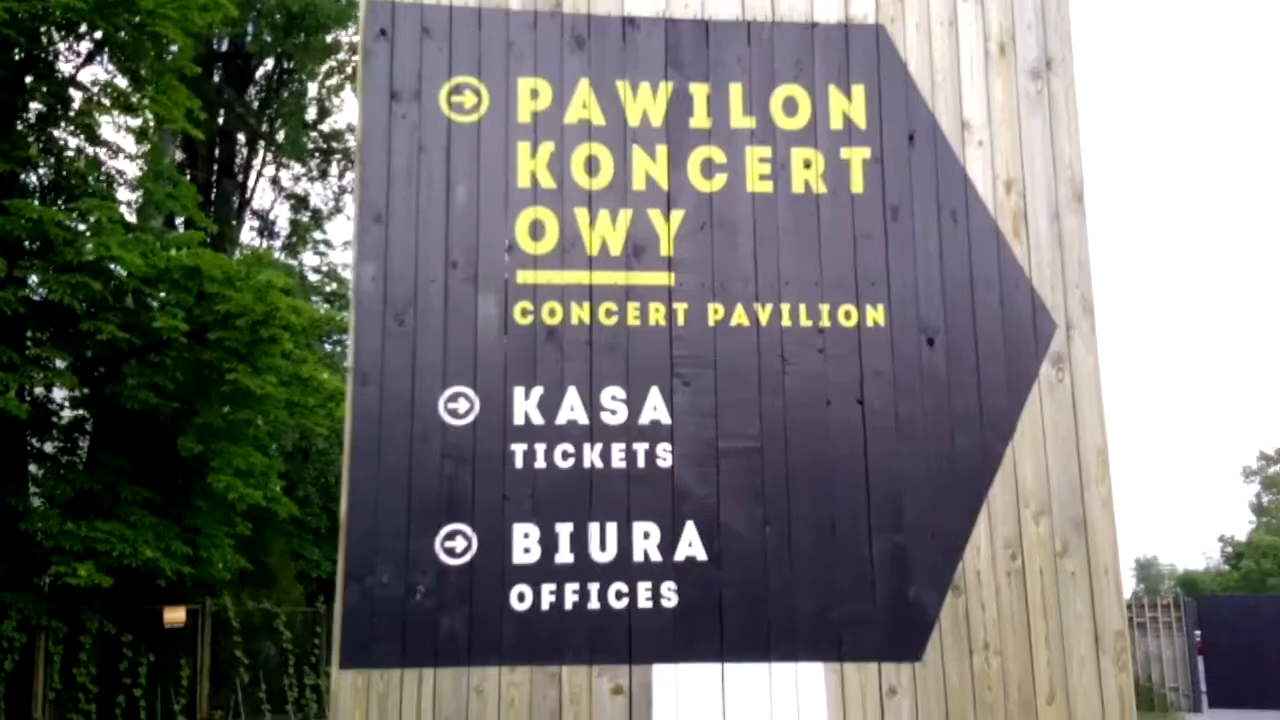 PAWILON
KONCERT
OWY
CONCERT PAVILION
KASA
TICKETS
BIURA
OFFICES